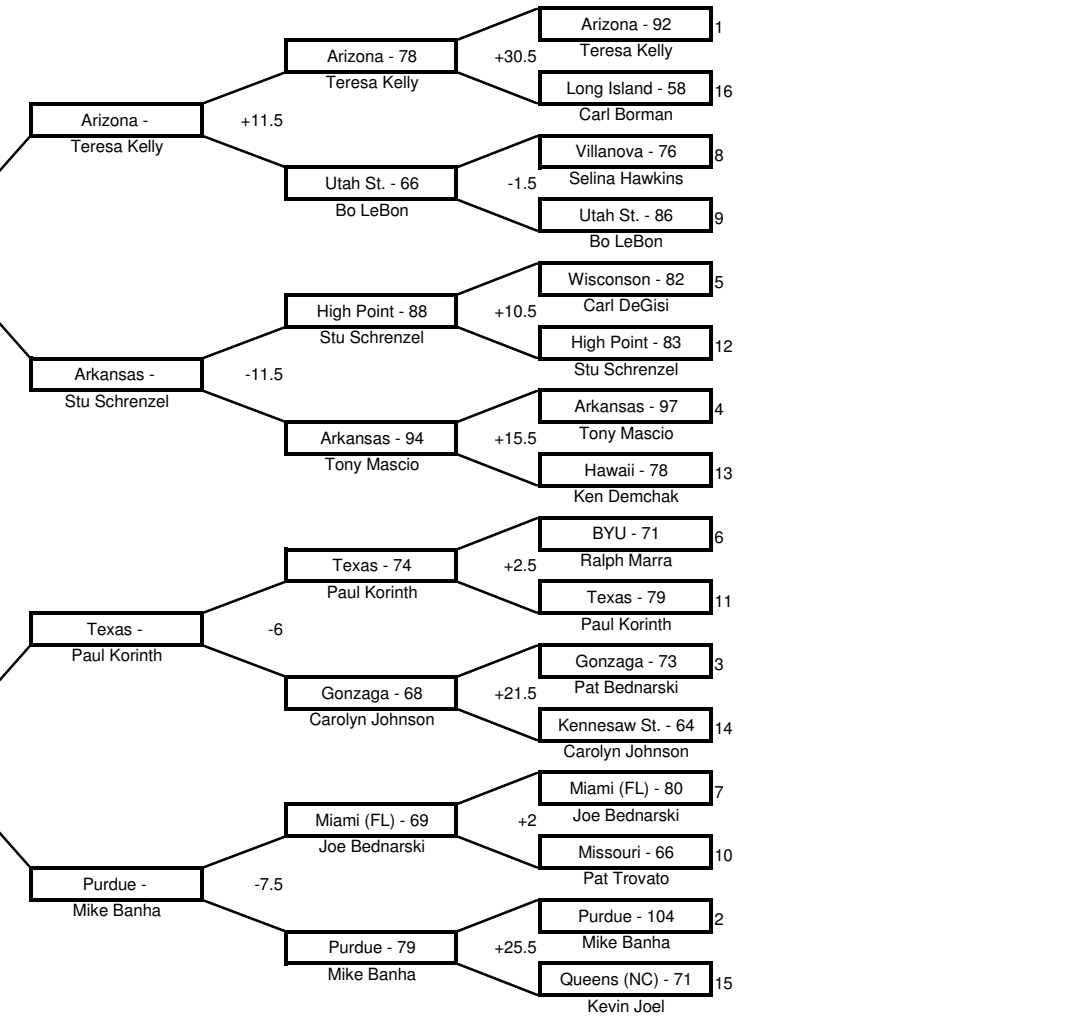 Arizona - 92
1
Teresa Kelly
Arizona - 78
+30.5
Teresa Kelly
Long Island - 58
16
Carl Borman
Arizona -
+11.5
Teresa Kelly
Villanova - 76
8
Selina Hawkins
Utah St. - 66
-1.5
Bo LeBon
Utah St. - 86
9
Bo LeBon
Wisconson - 82
5
Carl DeGisi
High Point - 88
+10.5
Stu Schrenzel
High Point - 83
12
Stu Schrenzel
Arkansas -
-11.5
Stu Schrenzel
Arkansas - 97
4
Tony Mascio
Arkansas - 94
+15.5
Tony Mascio
Hawaii - 78
13
Ken Demchak
BYU - 71
6
Ralph Marra
Texas - 74
+2.5
Paul Korinth
Texas - 79
11
Paul Korinth
Texas -
-6
Paul Korinth
Gonzaga - 73
3
Pat Bednarski
Gonzaga - 68
+21.5
Carolyn Johnson
Kennesaw St. - 64
14
Carolyn Johnson
Miami (FL) - 80
7
Joe Bednarski
Miami (FL) - 69
+2
Joe Bednarski
Missouri - 66
10
Pat Trovato
Purdue -
-7.5
Mike Banha
Purdue - 104
2
Mike Banha
Purdue - 79
+25.5
Mike Banha
Queens (NC) - 71
15
Kevin Joel